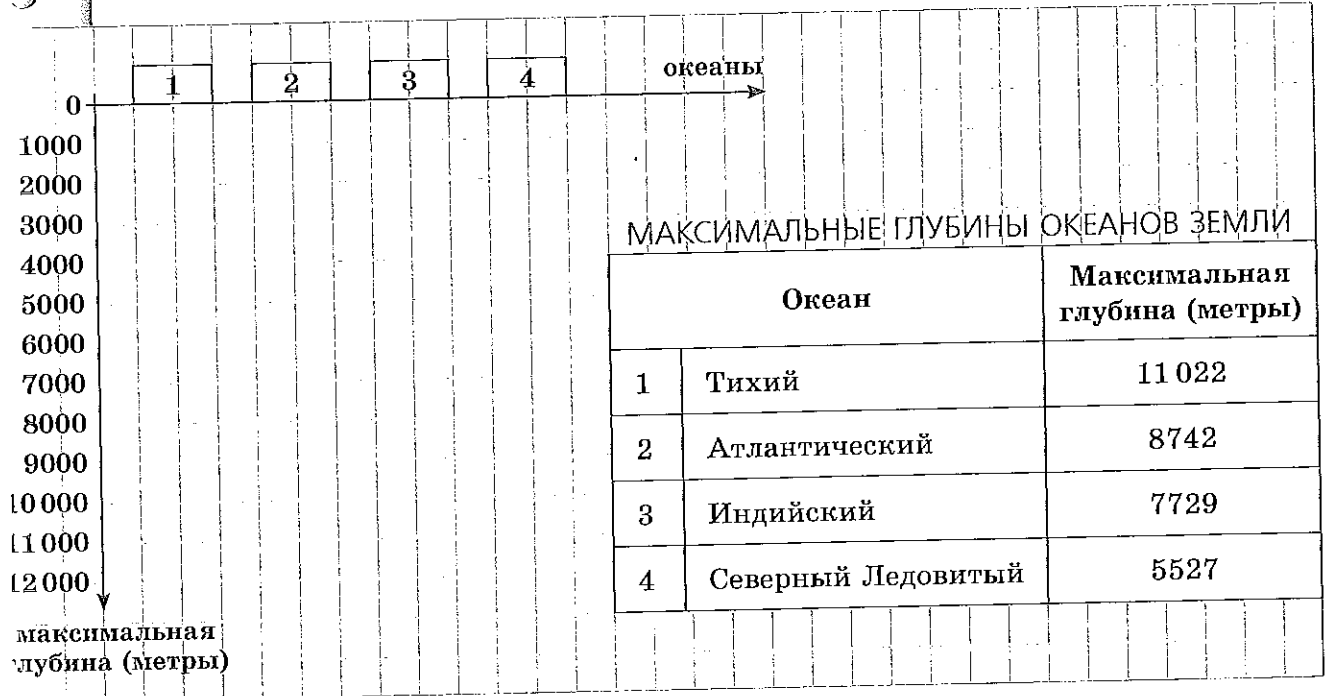 1 2 3 4 океаны
0
1000
2000
3000
4000
5000
6000
7000
8000
9000
10 000
11 000
12 000
максимальная
глубина (метры)
МАКСИМАЛЬНЫЕ ГЛУБИНЫ ОКЕАНОВ ЗЕМЛИ
Океан
Максимальная
глубина (метры)
1 Тихий 11 022
2 Атлантический 8742
3 Индийский 7729
4 Северный Ледовитый 5527